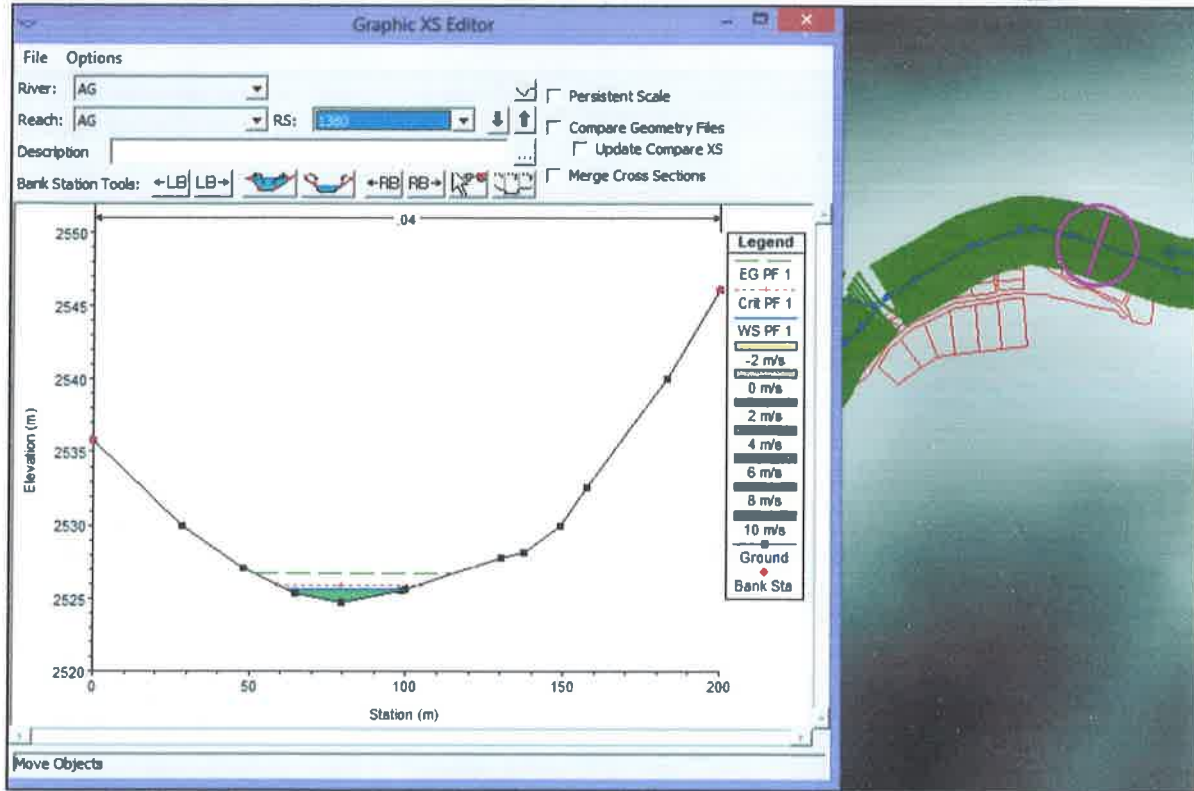 Graphic XS Editor
File Options
River: AG
Reach: AG RS: 1380
Description
...
Bank Station Tools: ←LB LB→ ←RB RB→
Persistent Scale
Compare Geometry Files
Update Compare XS
Merge Cross Sections
.04
2550
2545
2540
2535
2530
2525
2520
Elevation (m)
0 50 100 150 200
Station (m)
Legend
EG PF 1
Crit PF 1
WS PF 1
-2 m/s
0 m/s
2 m/s
4 m/s
6 m/s
8 m/s
10 m/s
Ground
Bank Sta
Move Objects